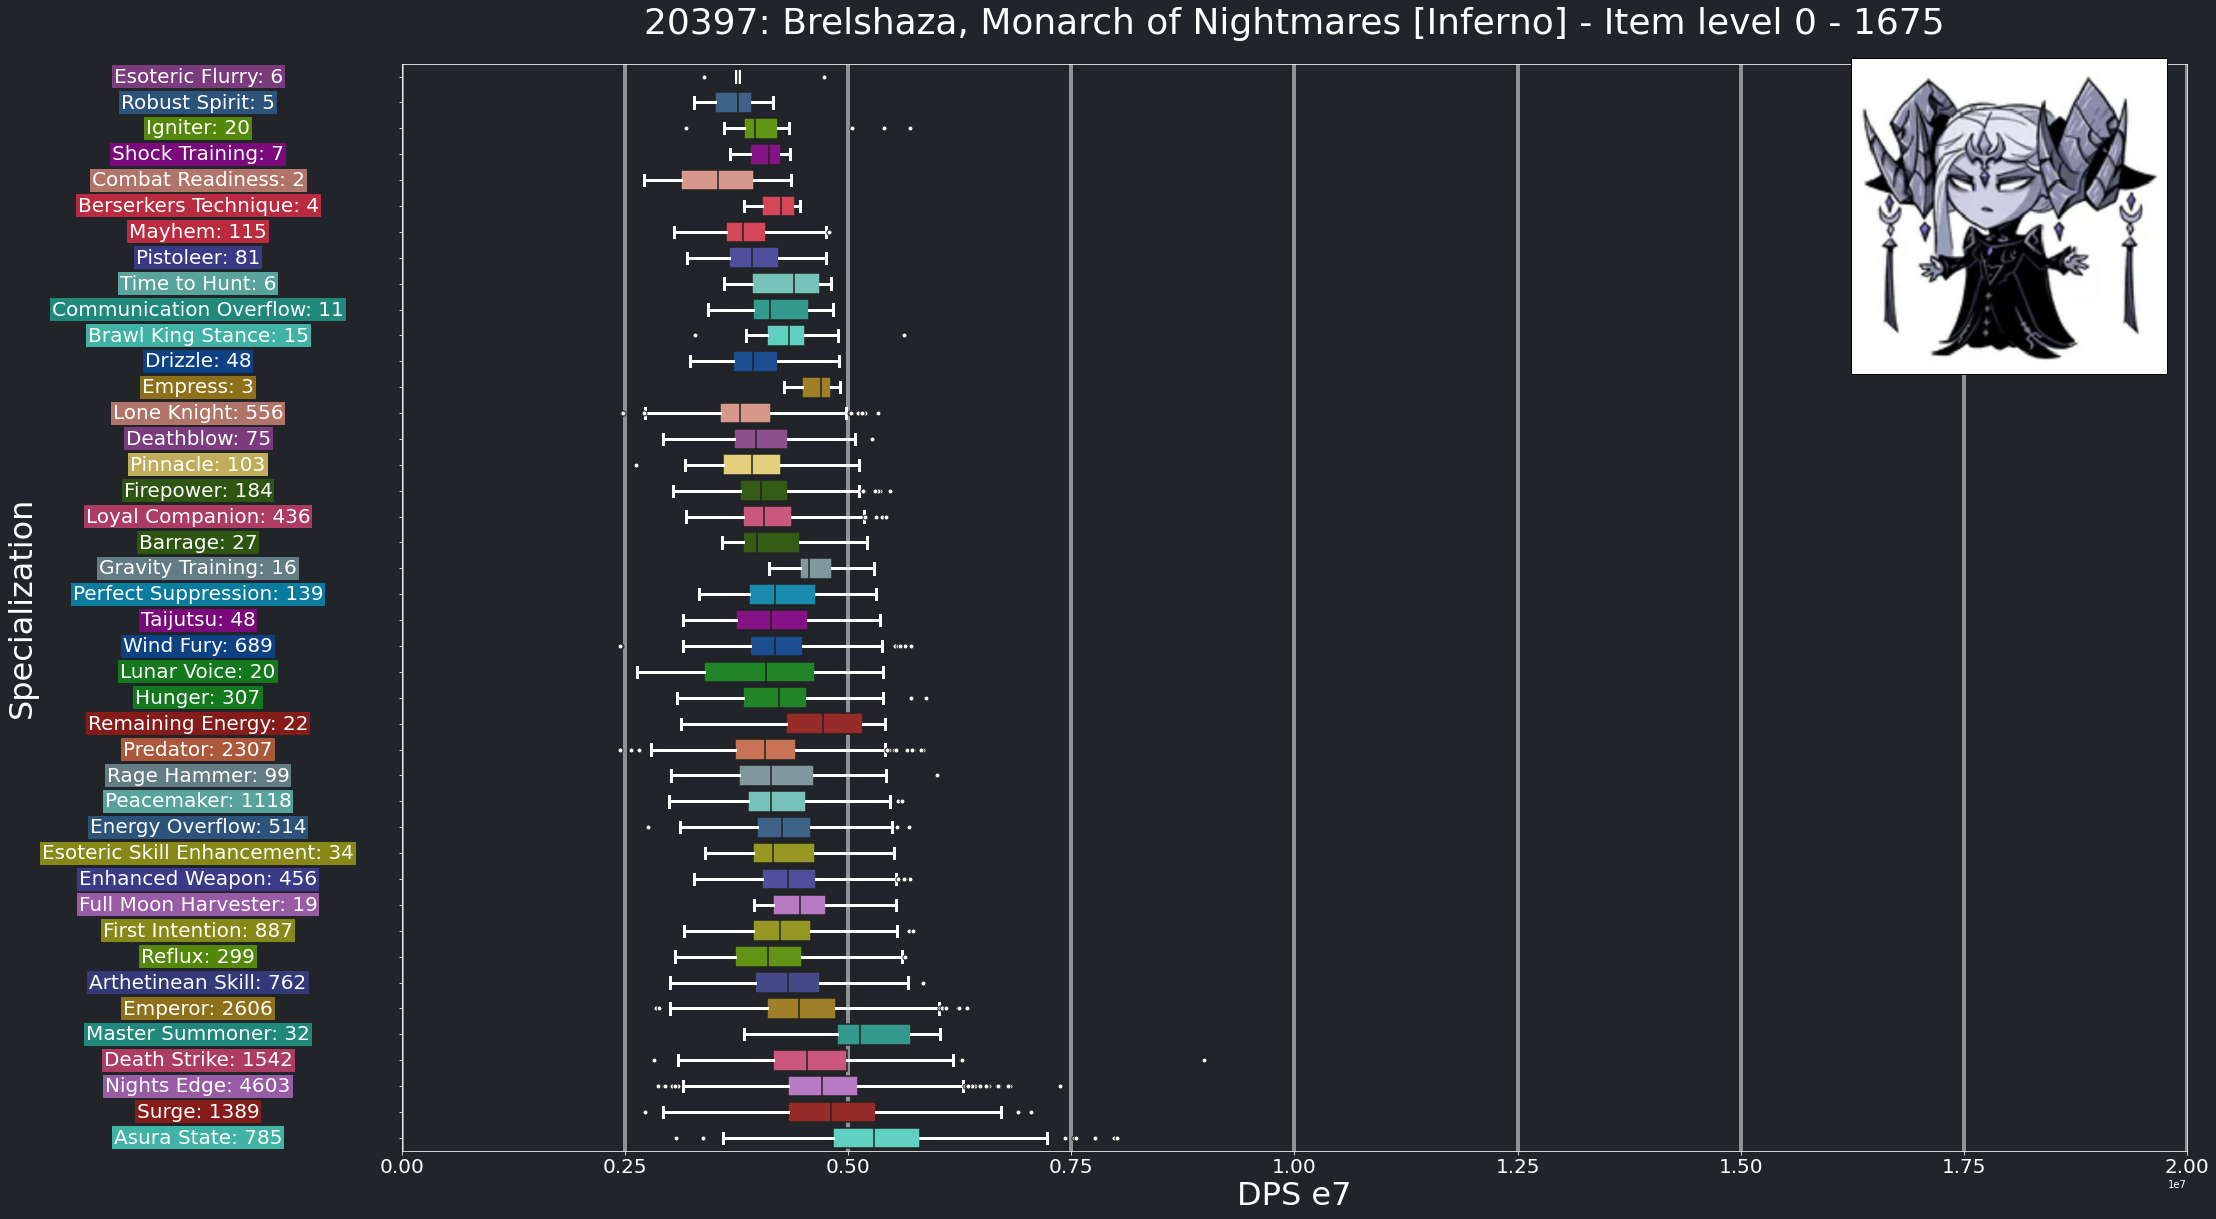 20397: Brelshaza, Monarch of Nightmares [Inferno] - Item level 0 - 1675
Specialization
Esoteric Flurry: 6
Robust Spirit: 5
Igniter: 20
Shock Training: 7
Combat Readiness: 2
Berserkers Technique: 4
Mayhem: 115
Pistoleer: 81
Time to Hunt: 6
Communication Overflow: 11
Brawl King Stance: 15
Drizzle: 48
Empress: 3
Lone Knight: 556
Deathblow: 75
Pinnacle: 103
Firepower: 184
Loyal Companion: 436
Barrage: 27
Gravity Training: 16
Perfect Suppression: 139
Taijutsu: 48
Wind Fury: 689
Lunar Voice: 20
Hunger: 307
Remaining Energy: 22
Predator: 2307
Rage Hammer: 99
Peacemaker: 1118
Energy Overflow: 514
Esoteric Skill Enhancement: 34
Enhanced Weapon: 456
Full Moon Harvester: 19
First Intention: 887
Reflux: 299
Arthetinean Skill: 762
Emperor: 2606
Master Summoner: 32
Death Strike: 1542
Nights Edge: 4603
Surge: 1389
Asura State: 785
0.00 0.25 0.50 0.75 1.00 1.25 1.50 1.75 2.00
1e7
DPS e7